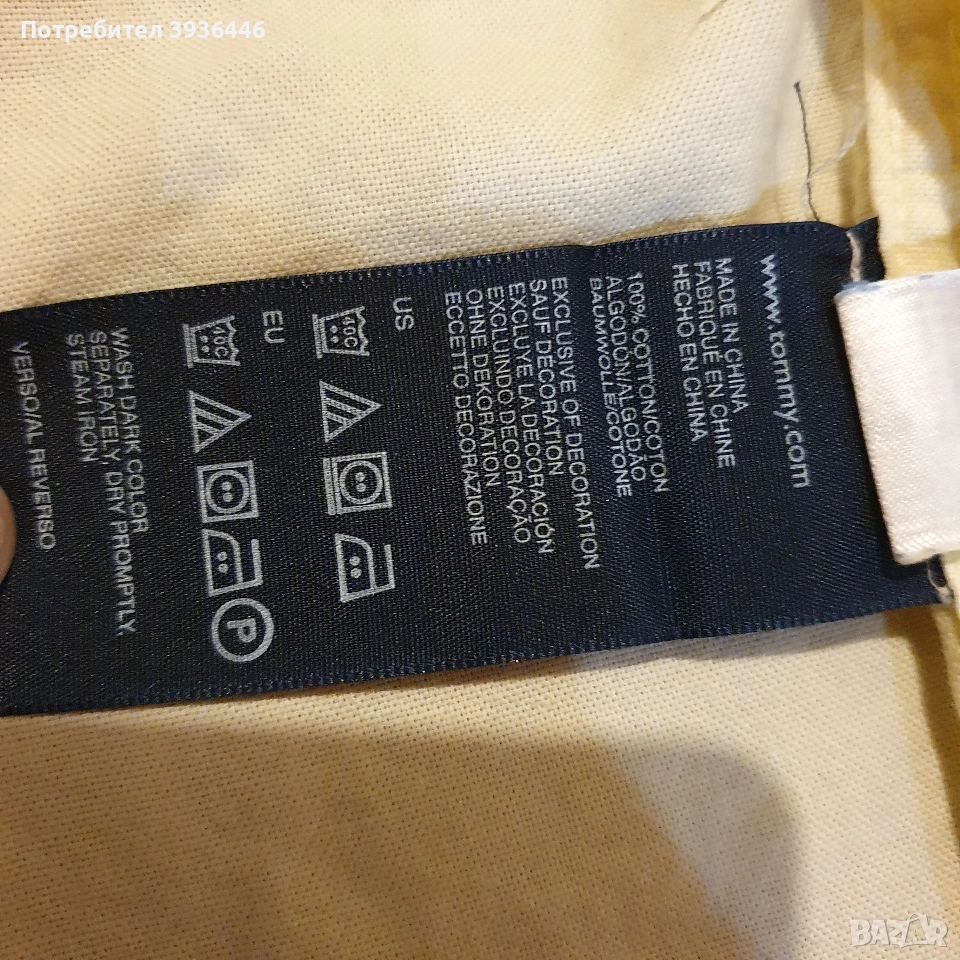 Потребител 3936446
www.tommy.com
MADE IN CHINA
FABRIQUÉ EN CHINE
HECHO EN CHINA
100% COTTON/COTON
ALGODÓN/ALGODÃO
BAUMWOLLE/COTONE
EXCLUSIVE OF DECORATION
SAUF DÉCORATION
EXCLUYE LA DECORACIÓN
EXCLUINDO DECORAÇÃO
OHNE DEKORATION
ECCETTO DECORAZIONE
US
40C
EU
40C
P
WASH DARK COLOR
SEPARATELY, DRY PROMPTLY,
STEAM IRON
VERSO/AL REVERSO
BAZAR